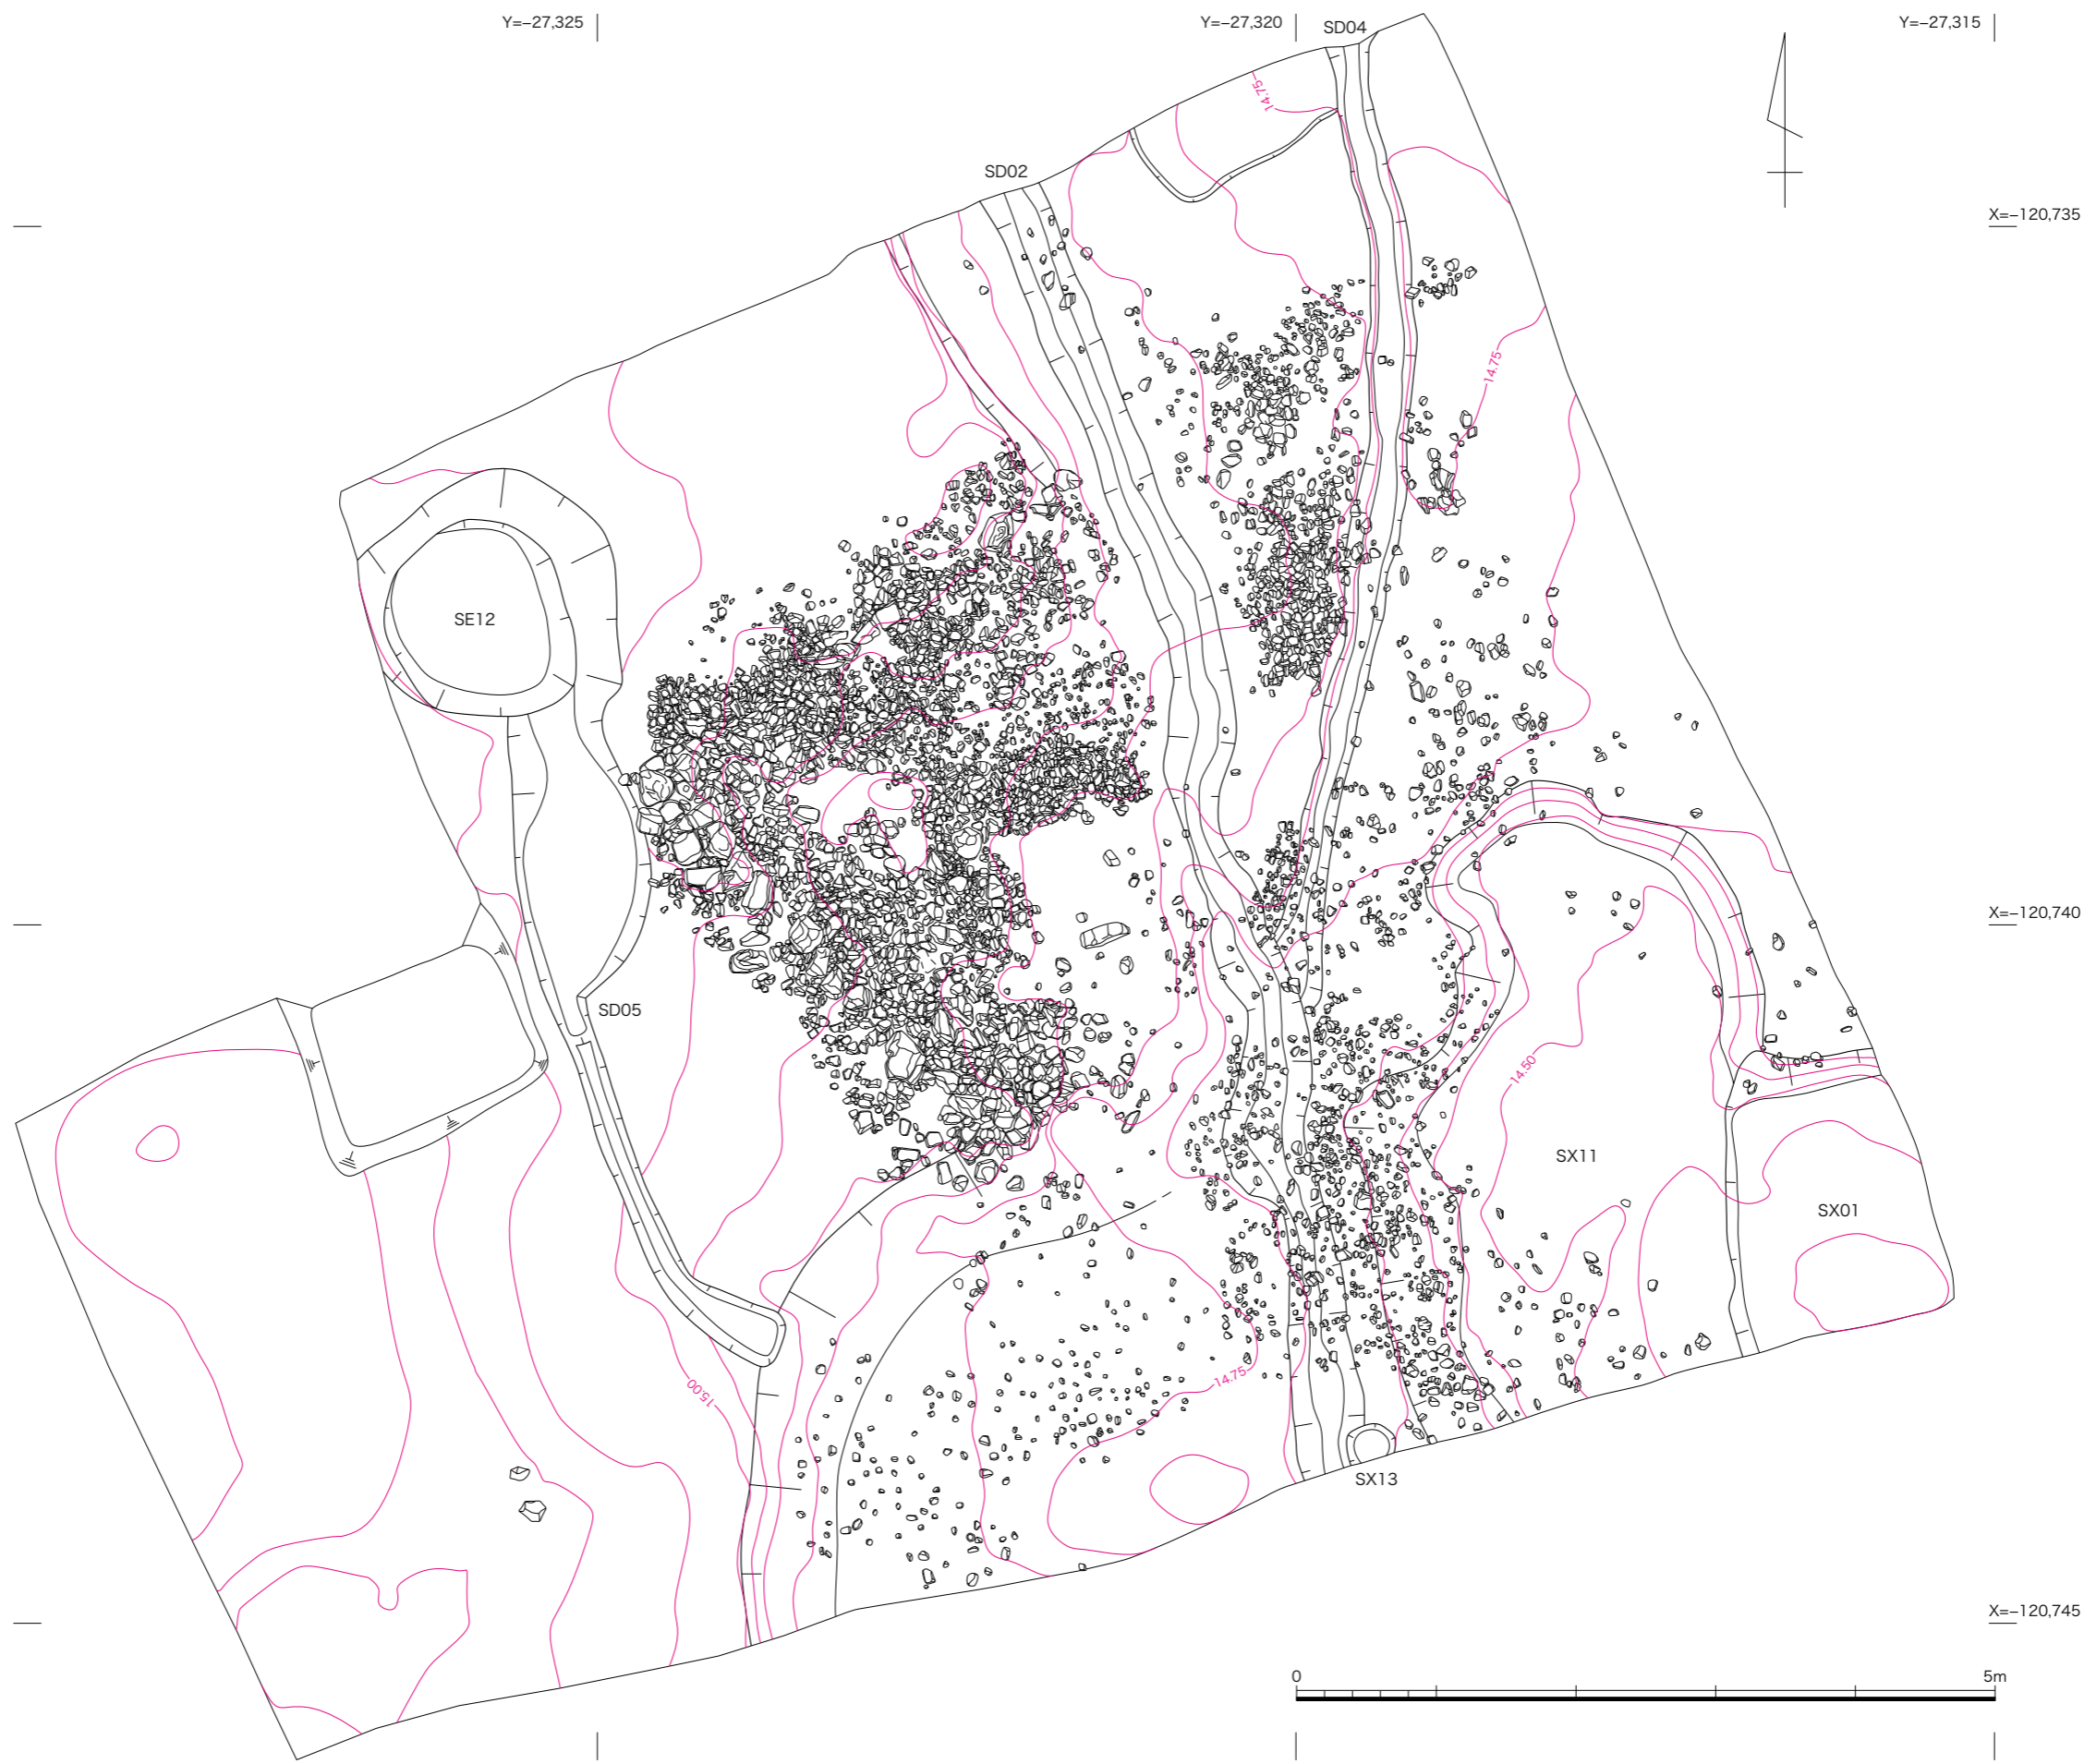 Y=−27,325
Y=−27,320
SD04
Y=−27,315
14.75
SD02
X=−120,735
14.75
SE12
X=−120,740
SD05
14.50
SX11
SX01
14.75
15.00
SX13
X=−120,745
0
5m